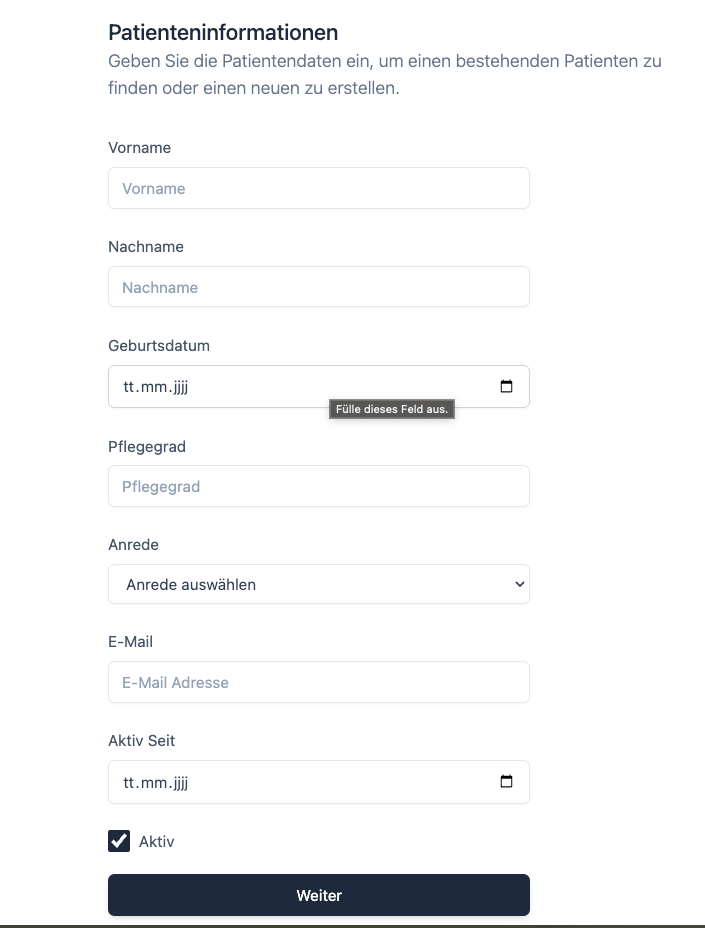 Patienteninformationen
Geben Sie die Patientendaten ein, um einen bestehenden Patienten zu
finden oder einen neuen zu erstellen.
Vorname
Vorname
Nachname
Nachname
Geburtsdatum
tt.mm.jjjj
Fülle dieses Feld aus.
Pflegegrad
Pflegegrad
Anrede
Anrede auswählen
E-Mail
E-Mail Adresse
Aktiv Seit
tt.mm.jjjj
Aktiv
Weiter